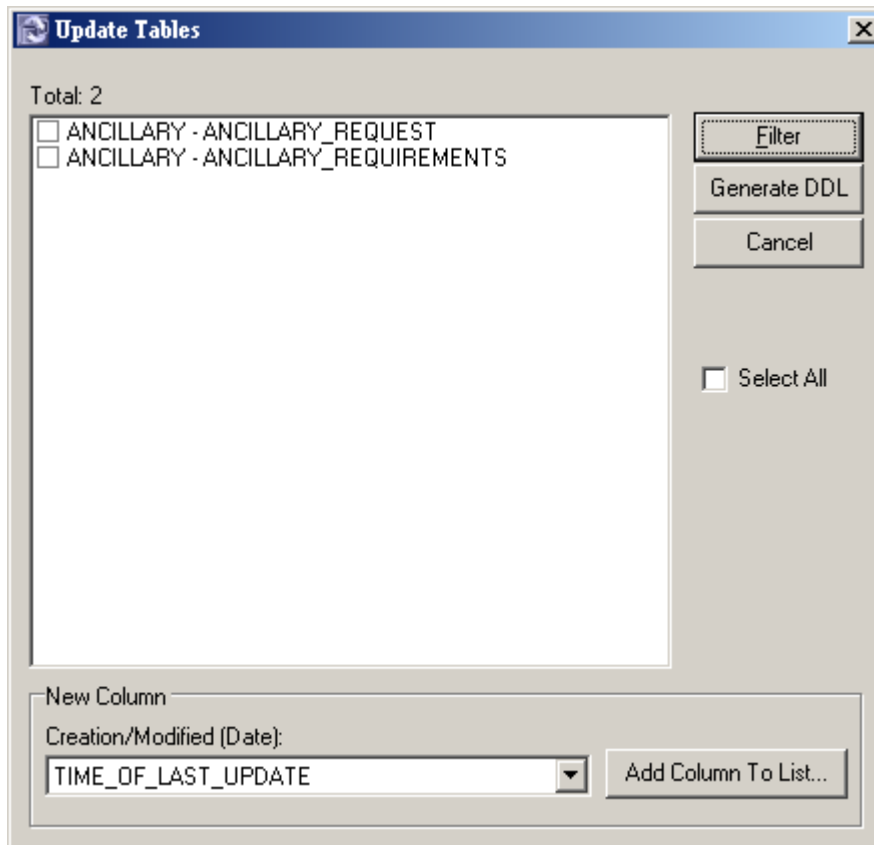 Update Tables
Total: 2
ANCILLARY - ANCILLARY_REQUEST
ANCILLARY - ANCILLARY_REQUIREMENTS
Filter
Generate DDL
Cancel
Select All
New Column
Creation/Modified (Date):
TIME_OF_LAST_UPDATE
Add Column To List...